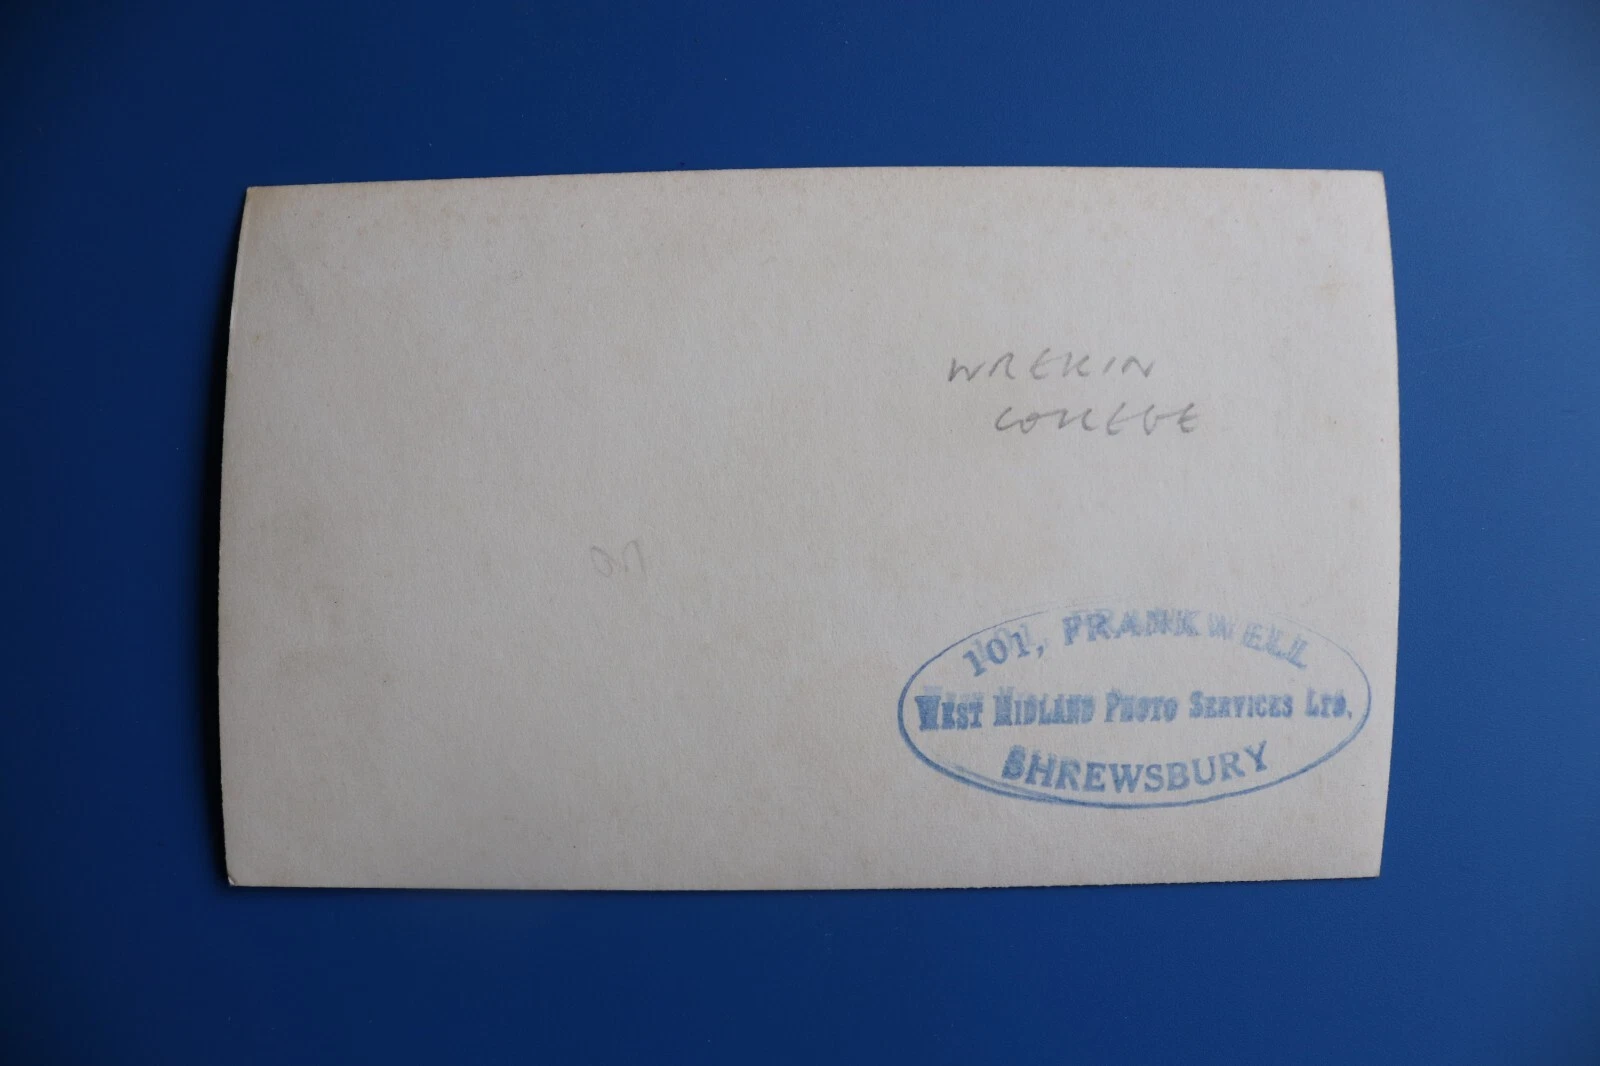 WREKIN
COLLEGE
101, FRANKWELL
WEST MIDLAND PHOTO SERVICES LTD.
SHREWSBURY